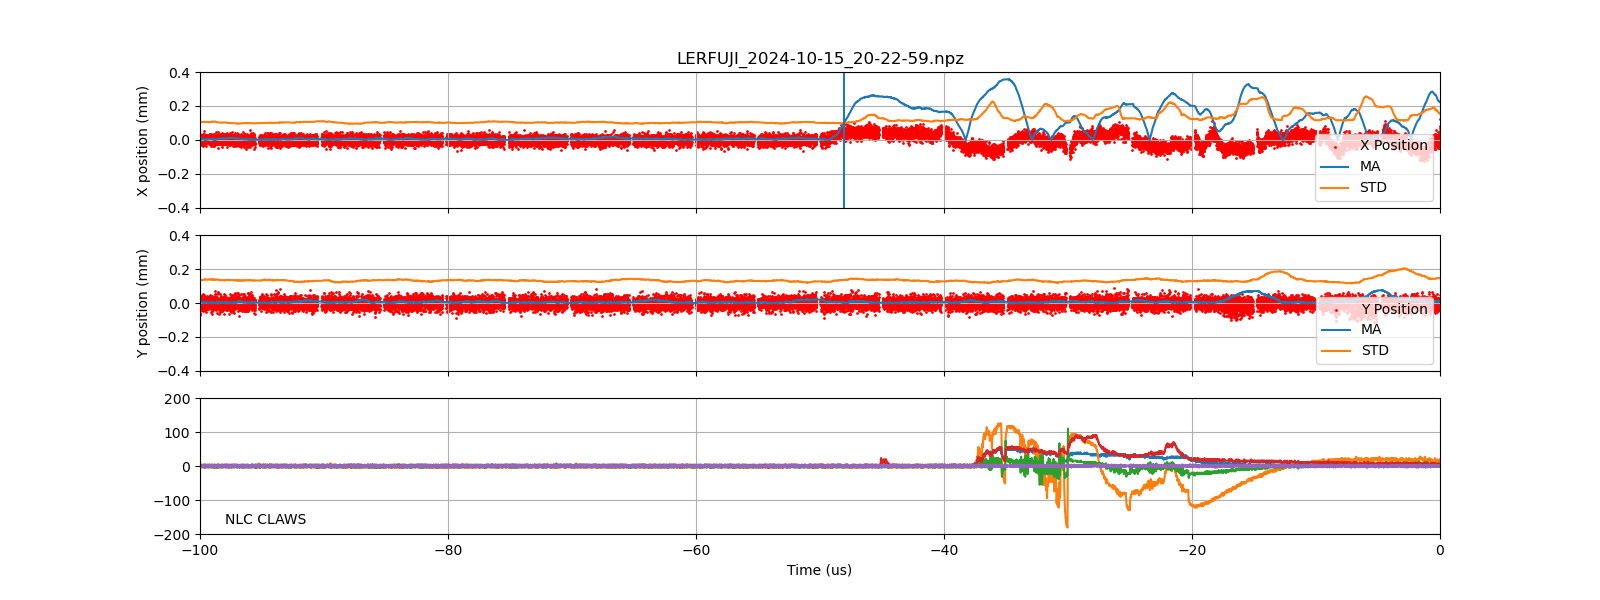 LERFUJI_2024-10-15_20-22-59.npz
X position (mm)
0.4
0.2
0.0
−0.2
−0.4
X Position
MA
STD
Y position (mm)
0.4
0.2
0.0
−0.2
−0.4
Y Position
MA
STD
200
100
0
−100
−200
NLC CLAWS
−100
−80
−60
−40
−20
0
Time (us)